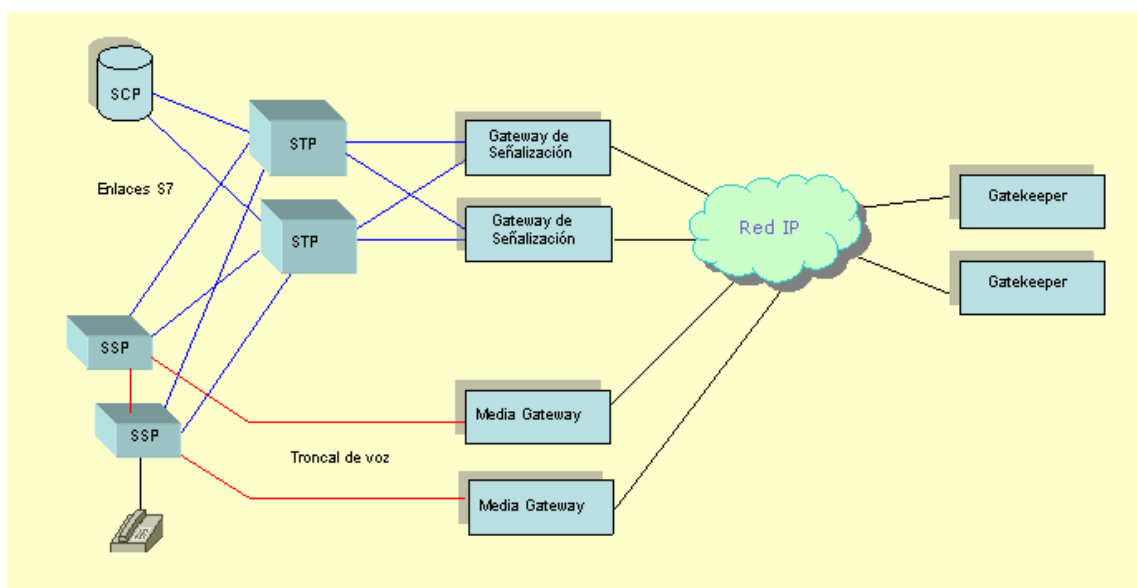 SCP
STP
Gateway de
Señalización
Enlaces S7
STP
Gateway de
Señalización
Red IP
Gatekeeper
Gatekeeper
SSP
SSP
Media Gateway
Troncal de voz
Media Gateway